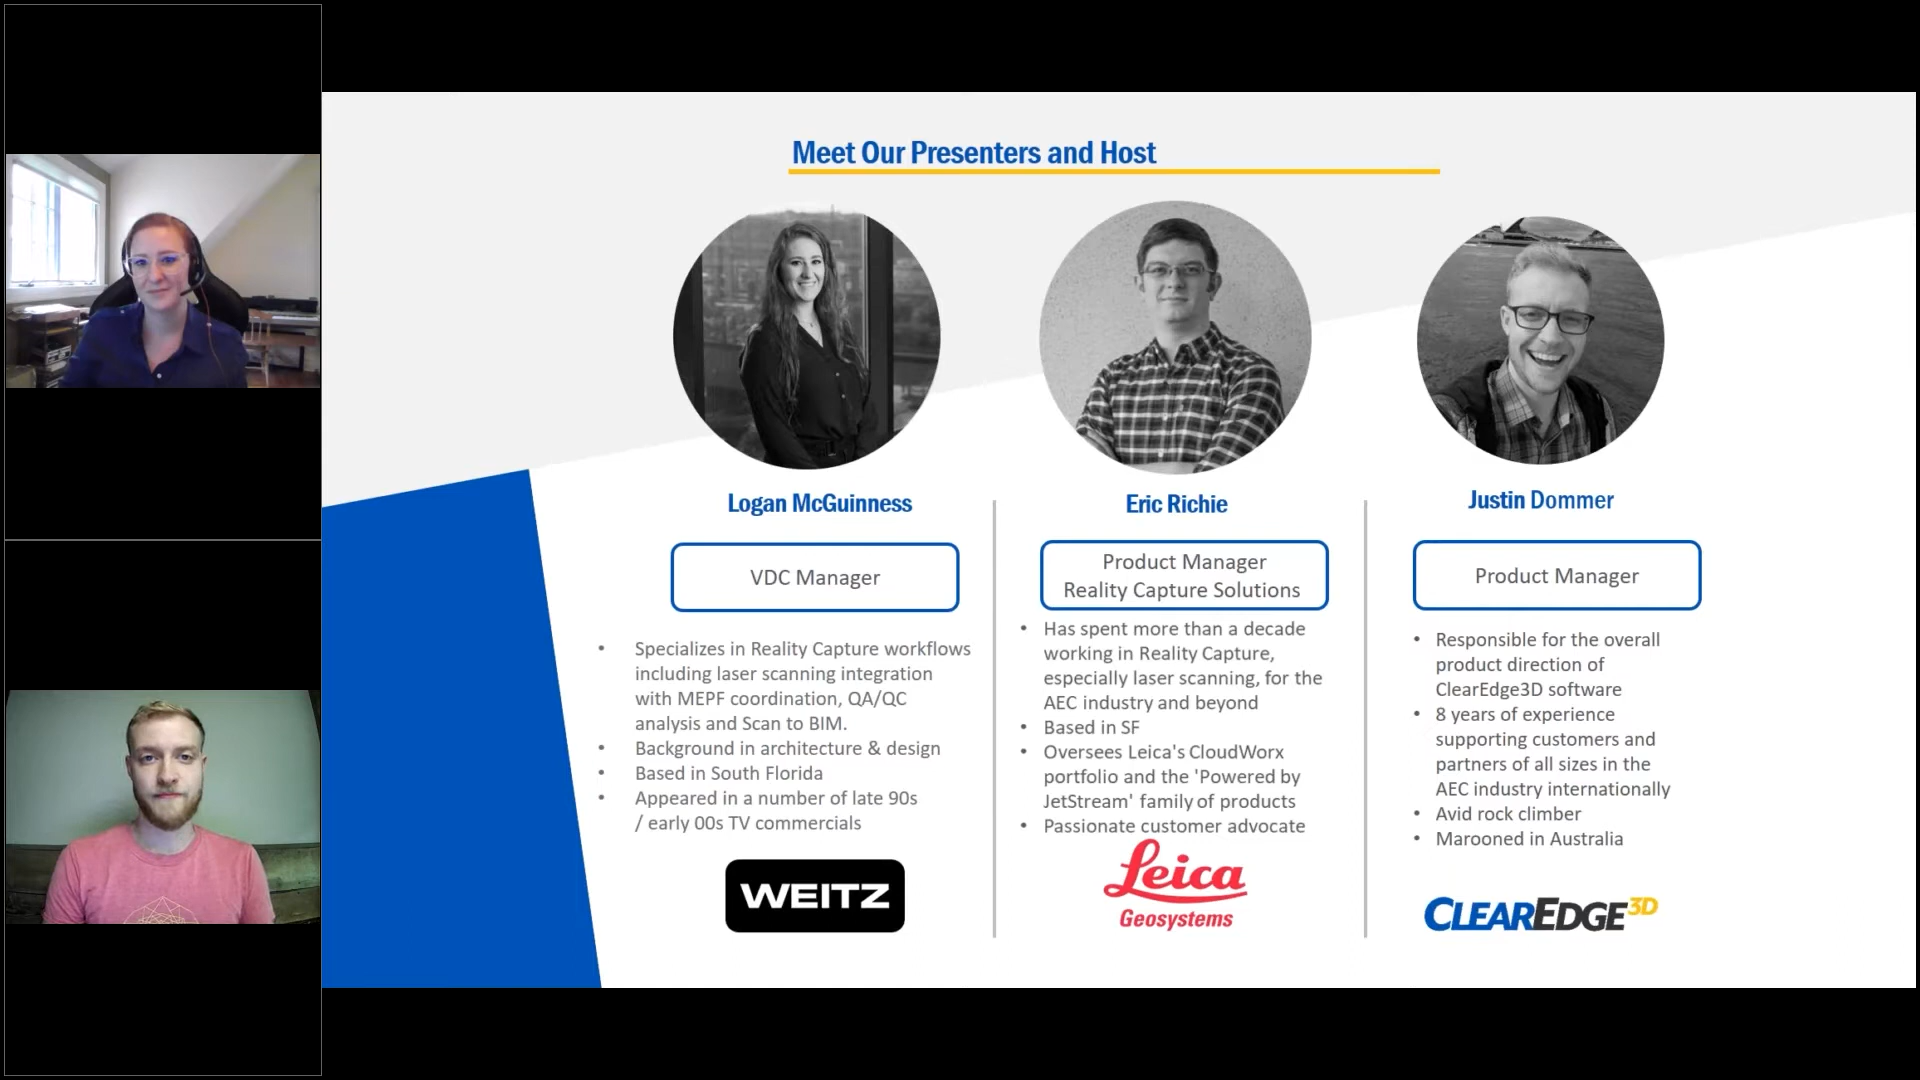 Meet Our Presenters and Host
Logan McGuinness
VDC Manager
• Specializes in Reality Capture workflows
including laser scanning integration
with MEPF coordination, QA/QC
analysis and Scan to BIM.
• Background in architecture & design
• Based in South Florida
• Appeared in a number of late 90s
/ early 00s TV commercials
WEITZ
Eric Richie
Product Manager
Reality Capture Solutions
• Has spent more than a decade
working in Reality Capture,
especially laser scanning, for the
AEC industry and beyond
• Based in SF
• Oversees Leica's CloudWorx
portfolio and the 'Powered by
JetStream' family of products
• Passionate customer advocate
Leica
Geosystems
Justin Dommer
Product Manager
• Responsible for the overall
product direction of
ClearEdge3D software
• 8 years of experience
supporting customers and
partners of all sizes in the
AEC industry internationally
• Avid rock climber
• Marooned in Australia
CLEAREDGE3D